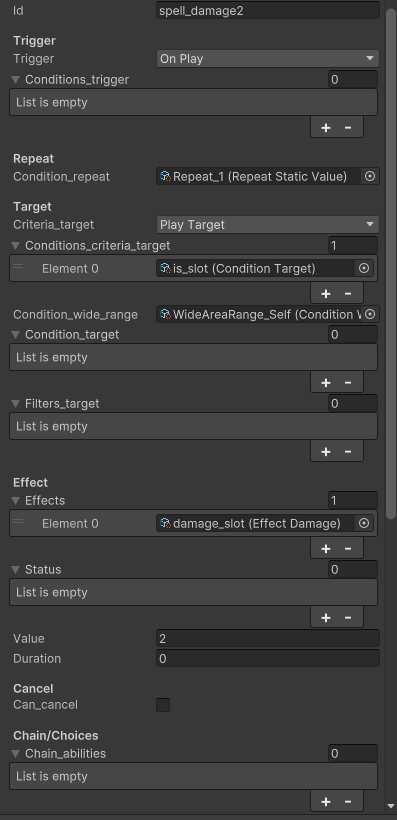 Id spell_damage2
Trigger
Trigger On Play
Conditions_trigger 0
List is empty
+ -
Repeat
Condition_repeat Repeat_1 (Repeat Static Value)
Target
Criteria_target Play Target
Conditions_criteria_target 1
Element 0 is_slot (Condition Target)
+ -
Condition_wide_range WideAreaRange_Self (Condition
Condition_target 0
List is empty
+ -
Filters_target 0
List is empty
+ -
Effect
Effects 1
Element 0 damage_slot (Effect Damage)
+ -
Status 0
List is empty
+ -
Value 2
Duration 0
Cancel
Can_cancel
Chain/Choices
Chain_abilities 0
List is empty
+ -